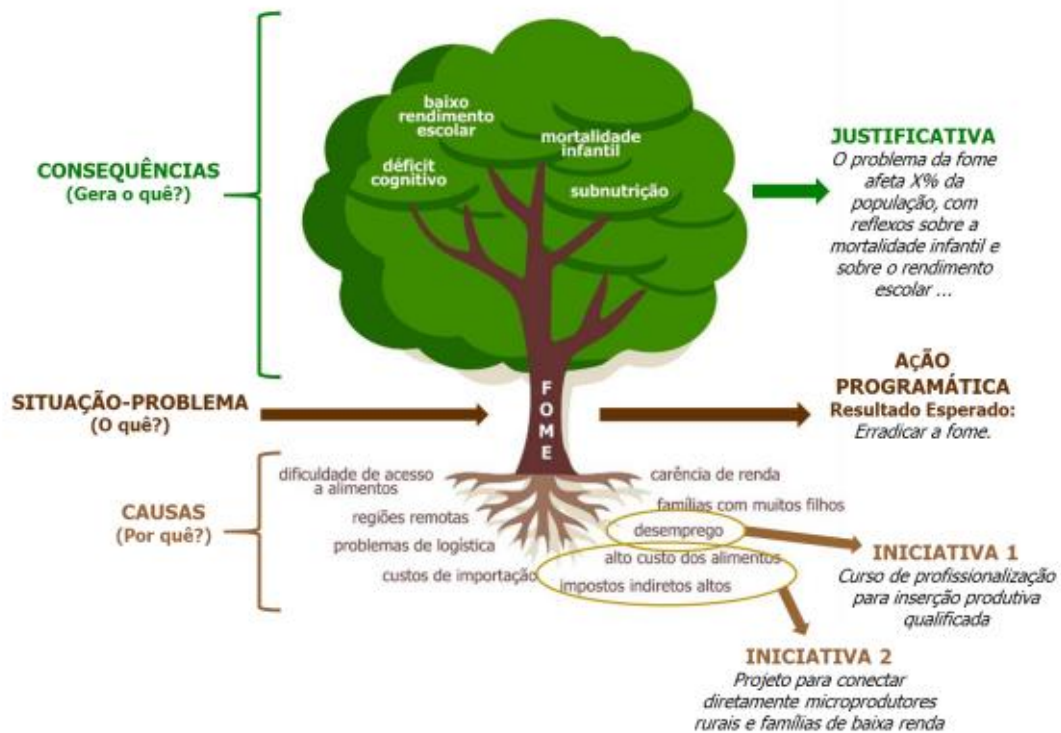 CONSEQUÊNCIAS
(Gera o quê?)
baixo
rendimento
escolar
mortalidade
infantil
déficit
cognitivo
subnutrição
JUSTIFICATIVA
O problema da fome
afeta X% da
população, com
reflexos sobre a
mortalidade infantil e
sobre o rendimento
escolar ...
SITUAÇÃO-PROBLEMA
(O quê?)
FOME
AÇÃO
PROGRAMÁTICA
Resultado Esperado:
Erradicar a fome.
CAUSAS
(Por quê?)
dificuldade de acesso
a alimentos
regiões remotas
problemas de logística
custos de importação
carência de renda
famílias com muitos filhos
desemprego
alto custo dos alimentos
impostos indiretos altos
INICIATIVA 1
Curso de profissionalização
para inserção produtiva
qualificada
INICIATIVA 2
Projeto para conectar
diretamente microprodutores
rurais e famílias de baixa renda